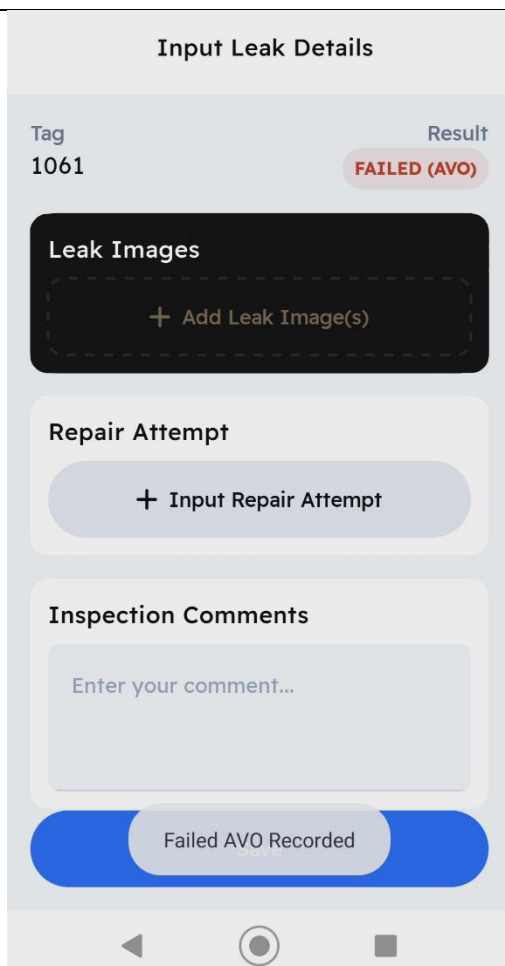 Input Leak Details
Tag
Result
1061
FAILED (AVO)
Leak Images
+ Add Leak Image(s)
Repair Attempt
+ Input Repair Attempt
Inspection Comments
Enter your comment...
Save
Failed AVO Recorded